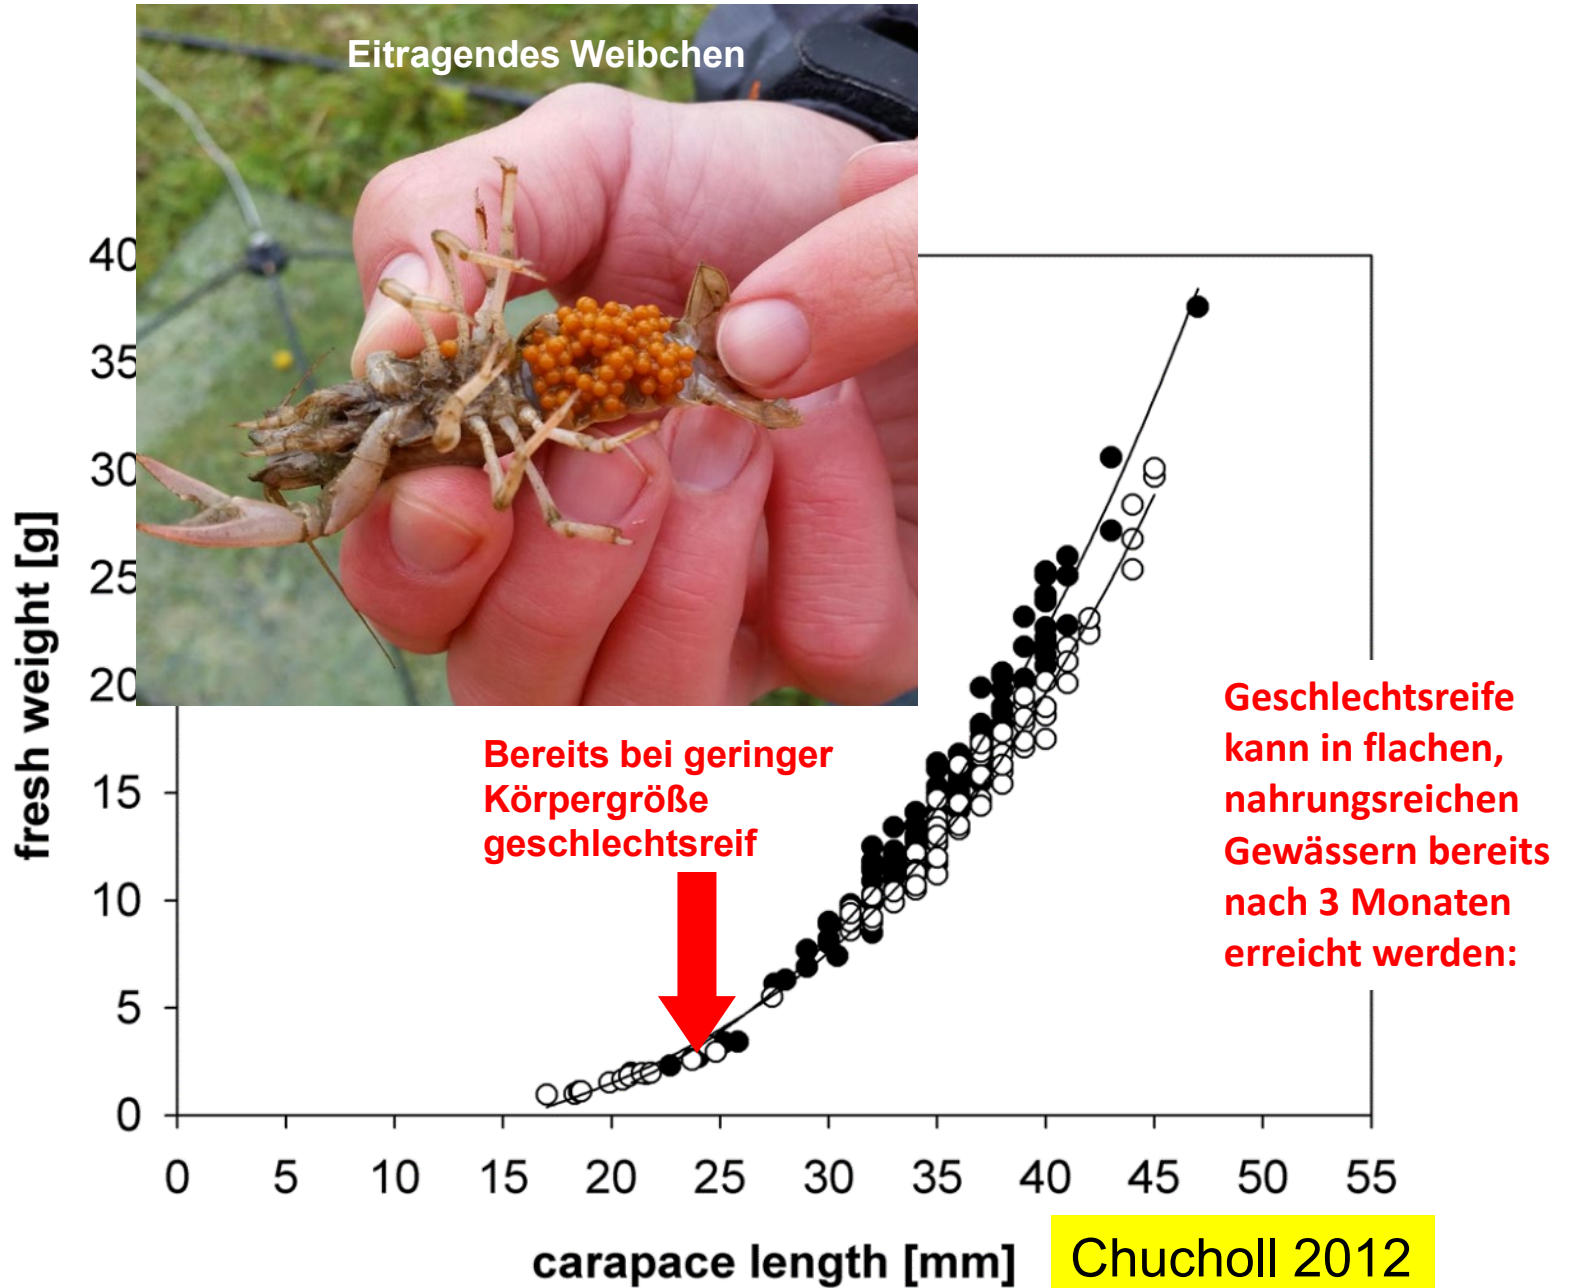 Eitragendes Weibchen
40
35
30
25
20
15
10
5
0
fresh weight [g]
Bereits bei geringer
Körpergröße
geschlechtsreif
Geschlechtsreife
kann in flachen,
nahrungsreichen
Gewässern bereits
nach 3 Monaten
erreicht werden:
0 5 10 15 20 25 30 35 40 45 50 55
carapace length [mm]
Chucholl 2012